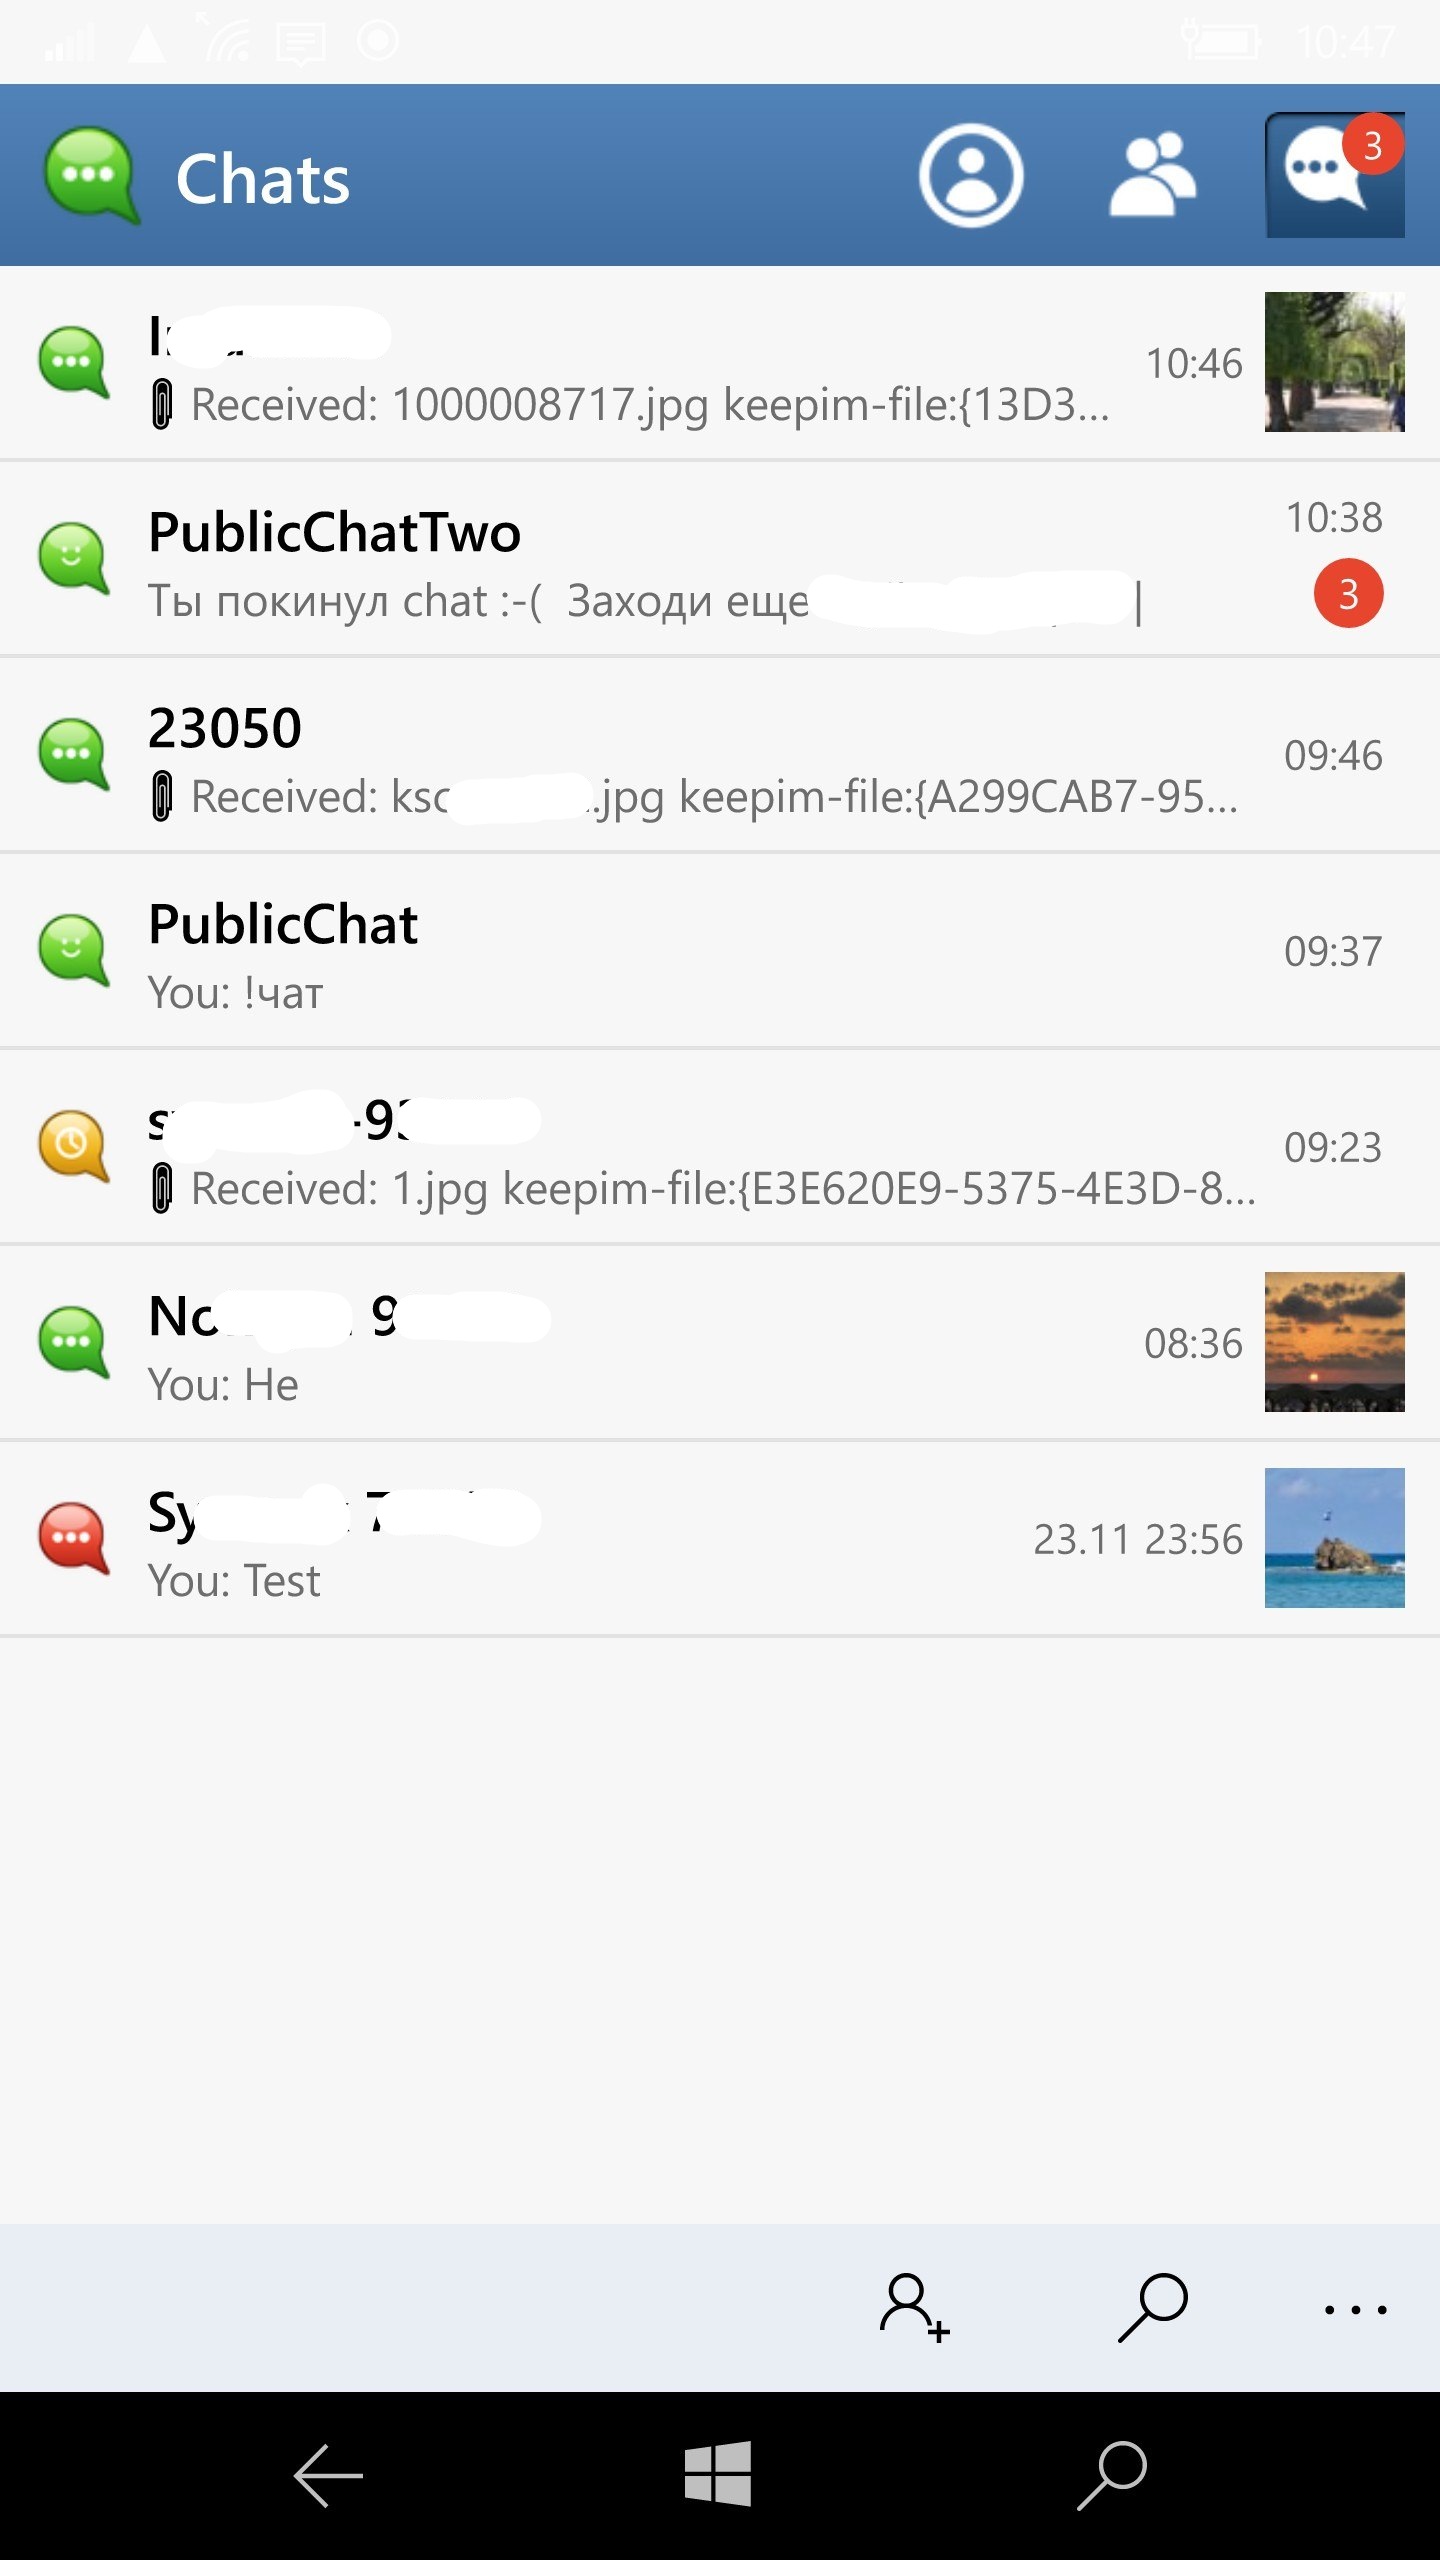 10:47
Chats
3
10:46
Received: 1000008717.jpg keepim-file:{13D3...
PublicChatTwo
10:38
Ты покинул chat :-( Заходи еще
3
23050
09:46
Received: ksc .jpg keepim-file:{A299CAB7-95...
PublicChat
09:37
You: !чат
09:23
Received: 1.jpg keepim-file:{E3E620E9-5375-4E3D-8...
08:36
You: Не
23.11 23:56
You: Test